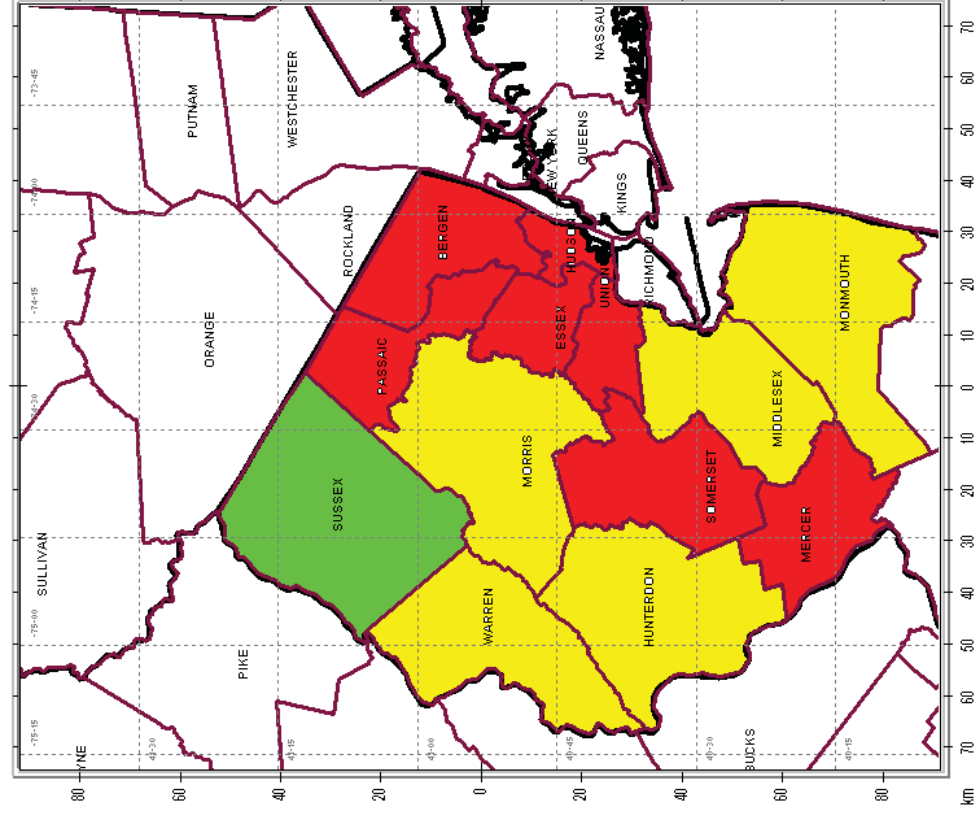 -75-15
-75-00
-74-30
-74-15
-74-00
-73-45
SULLIVAN
YNE
PIKE
ORANGE
PUTNAM
WESTCHESTER
ROCKLAND
SUSSEX
PASSAIC
BERGEN
WARREN
MORRIS
ESSEX
HUDSON
UNION
NEW YORK
QUEENS
NASSAU
KINGS
RICHMOND
HUNTERDON
SOMERSET
MIDDLESEX
MONMOUTH
MERCER
BUCKS
41-30
41-15
41-00
40-45
40-30
40-15
80
60
40
20
0
20
40
60
80
km
70
60
50
40
30
20
10
0
10
20
30
40
50
60
70